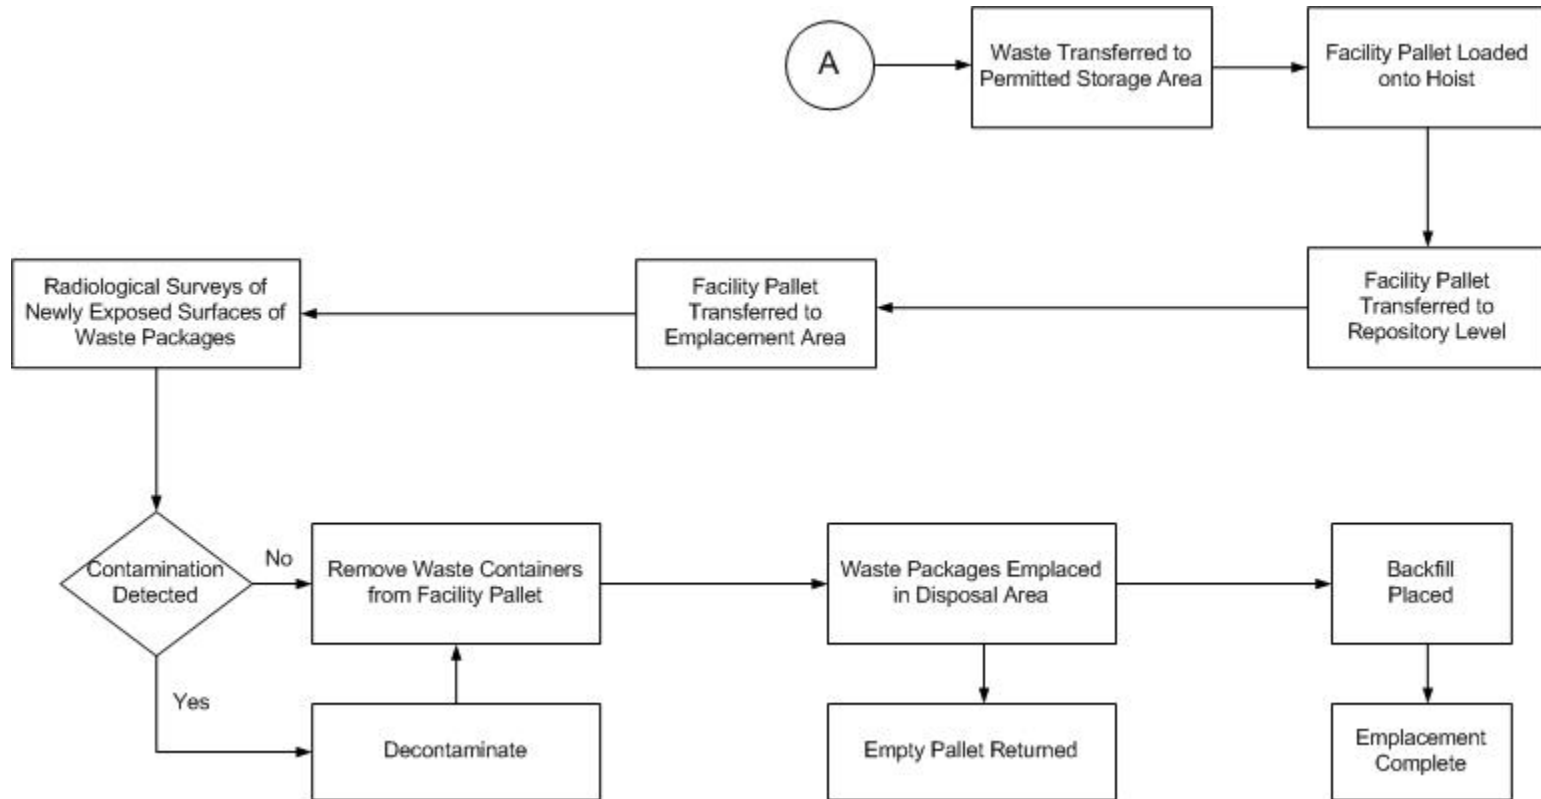 A
Waste Transferred to
Permitted Storage Area
Facility Pallet Loaded
onto Hoist
Facility Pallet
Transferred to
Repository Level
Facility Pallet
Transferred to
Emplacement Area
Radiological Surveys of
Newly Exposed Surfaces of
Waste Packages
Contamination
Detected
No
Yes
Remove Waste Containers
from Facility Pallet
Decontaminate
Waste Packages Emplaced
in Disposal Area
Empty Pallet Returned
Backfill
Placed
Emplacement
Complete